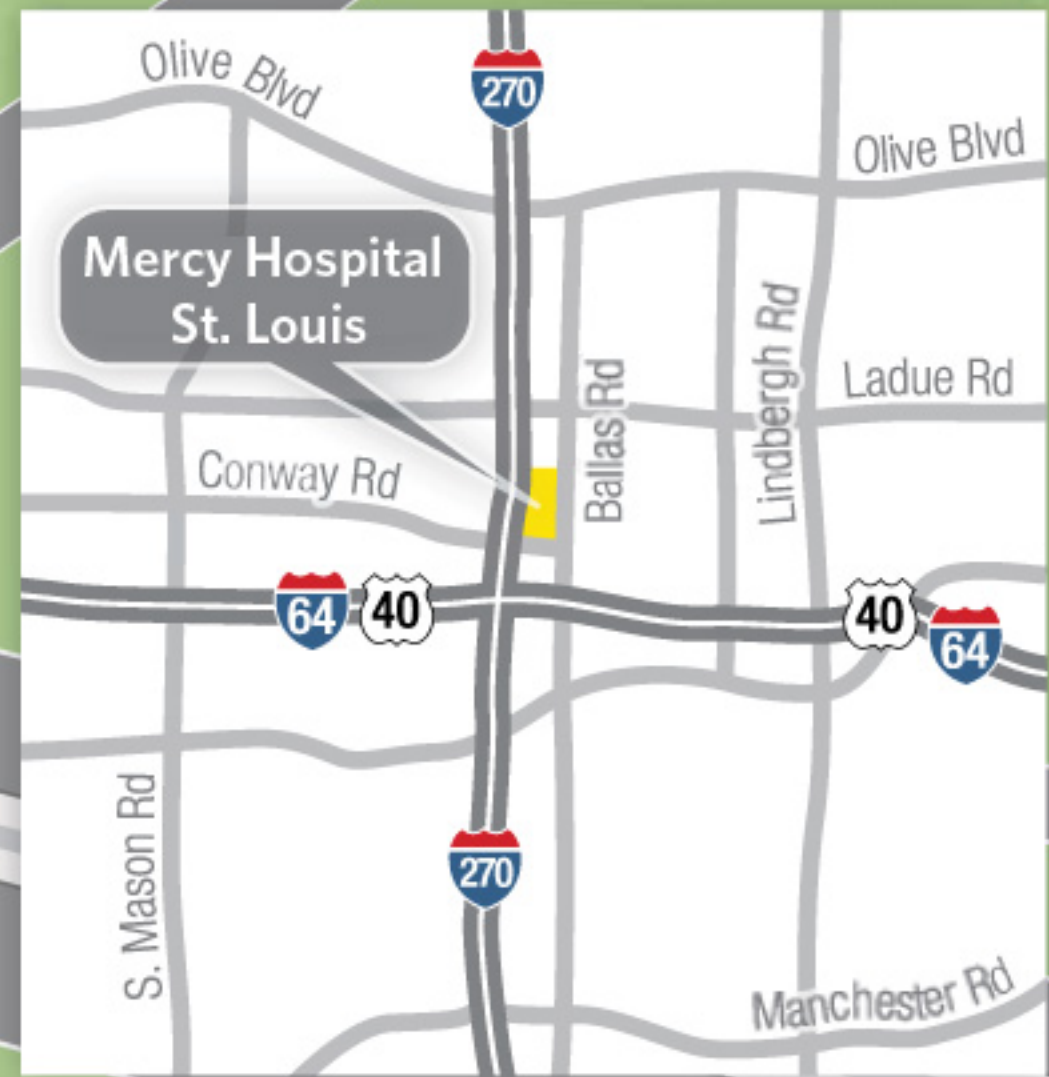 Olive Blvd
270
Olive Blvd
Mercy Hospital
St. Louis
Lindbergh Rd
Ladue Rd
Ballas Rd
Conway Rd
64
40
40
64
S. Mason Rd
270
Manchester Rd